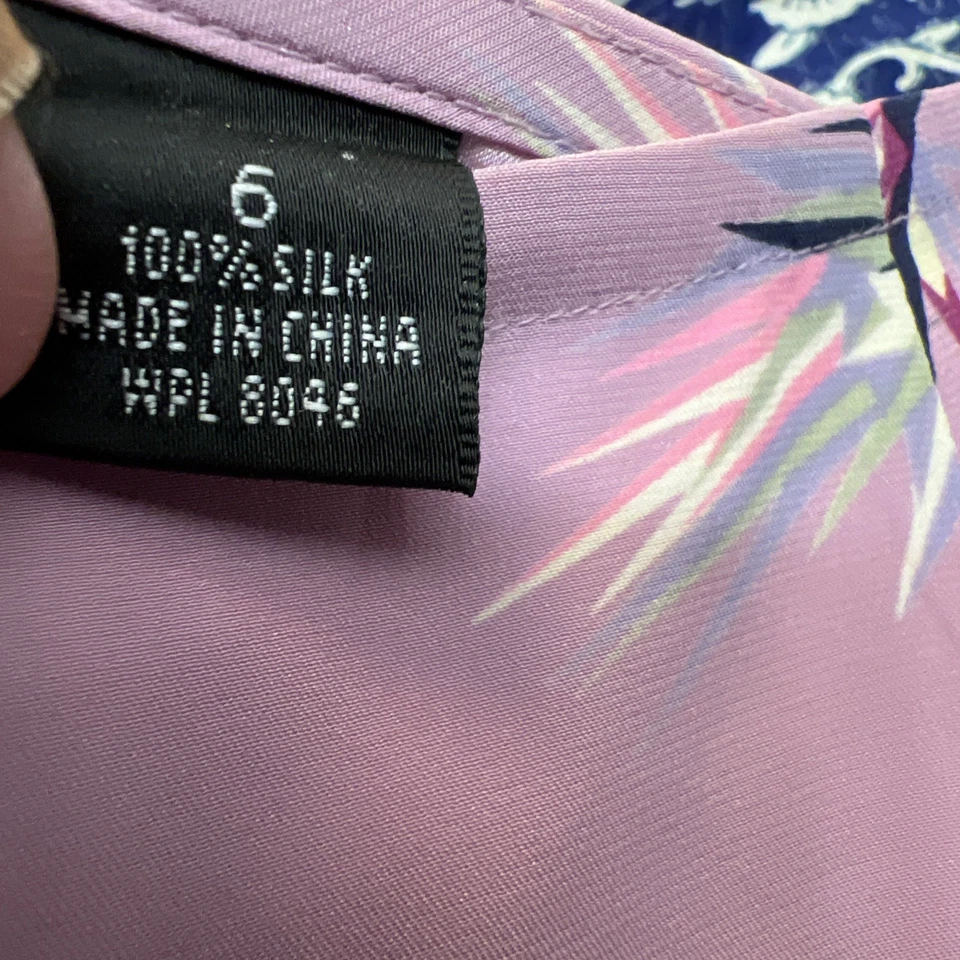 6
100% SILK
MADE IN CHINA
WPL 8046